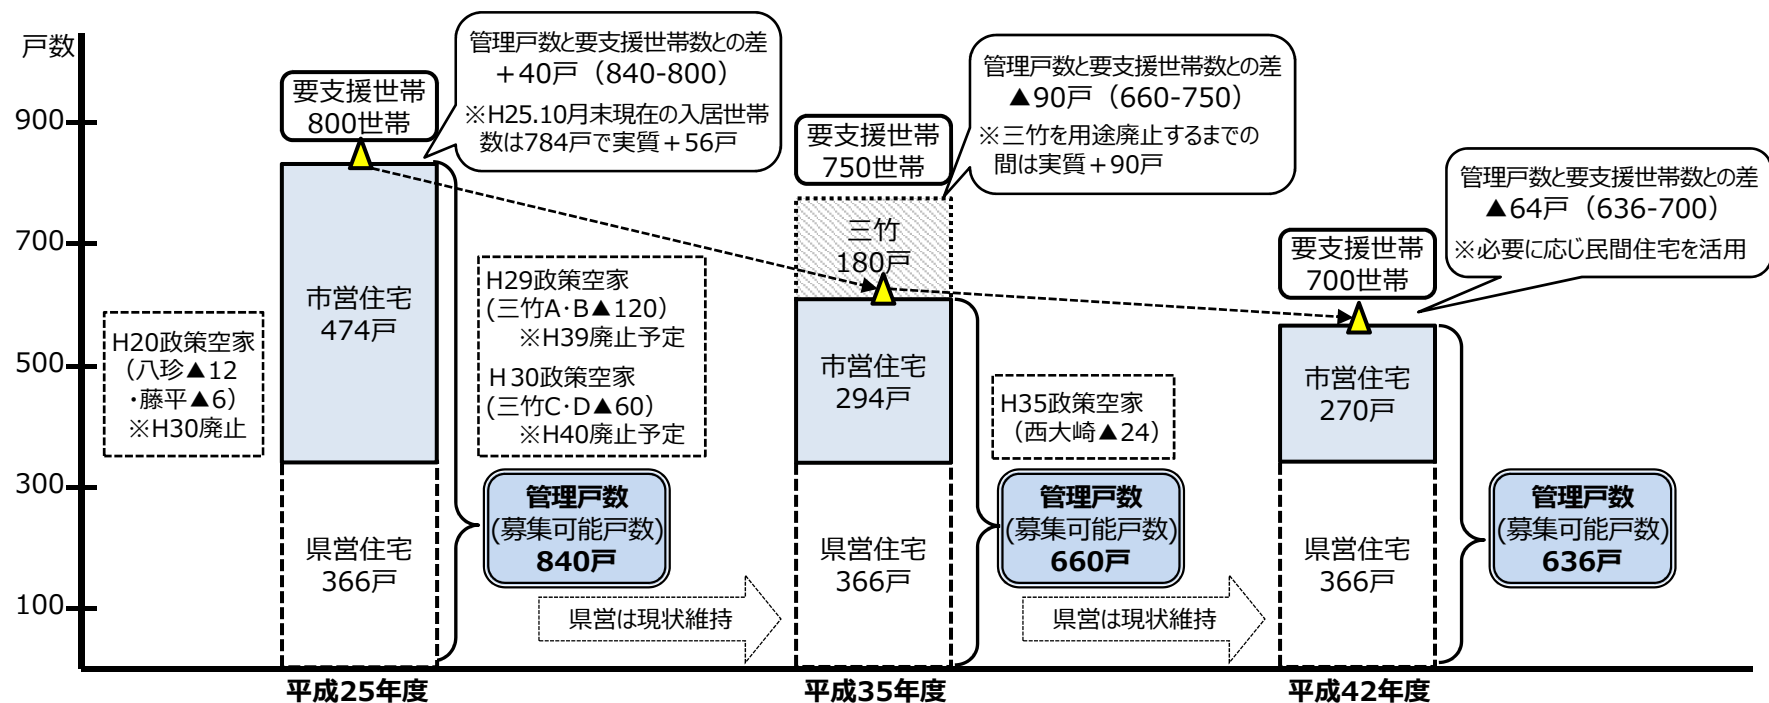 戸数
900
700
500
300
100
要支援世帯
800世帯
管理戸数と要支援世帯数との差
＋40戸（840-800）
※H25.10月末現在の入居世帯
数は784戸で実質＋56戸
市営住宅
474戸
県営住宅
366戸
H20政策空家
（八珍▲12
・藤平▲6）
※H30廃止
H29政策空家
(三竹A・B▲120）
※H39廃止予定
Ｈ30政策空家
(三竹C・D▲60）
※H40廃止予定
管理戸数
(募集可能戸数)
840戸
県営は現状維持
要支援世帯
750世帯
管理戸数と要支援世帯数との差
▲90戸（660-750）
※三竹を用途廃止するまでの
間は実質＋90戸
三竹
180戸
市営住宅
294戸
県営住宅
366戸
H35政策空家
（西大崎▲24）
管理戸数
(募集可能戸数)
660戸
県営は現状維持
要支援世帯
700世帯
管理戸数と要支援世帯数との差
▲64戸（636-700）
※必要に応じ民間住宅を活用
市営住宅
270戸
県営住宅
366戸
管理戸数
(募集可能戸数)
636戸
平成25年度
平成35年度
平成42年度